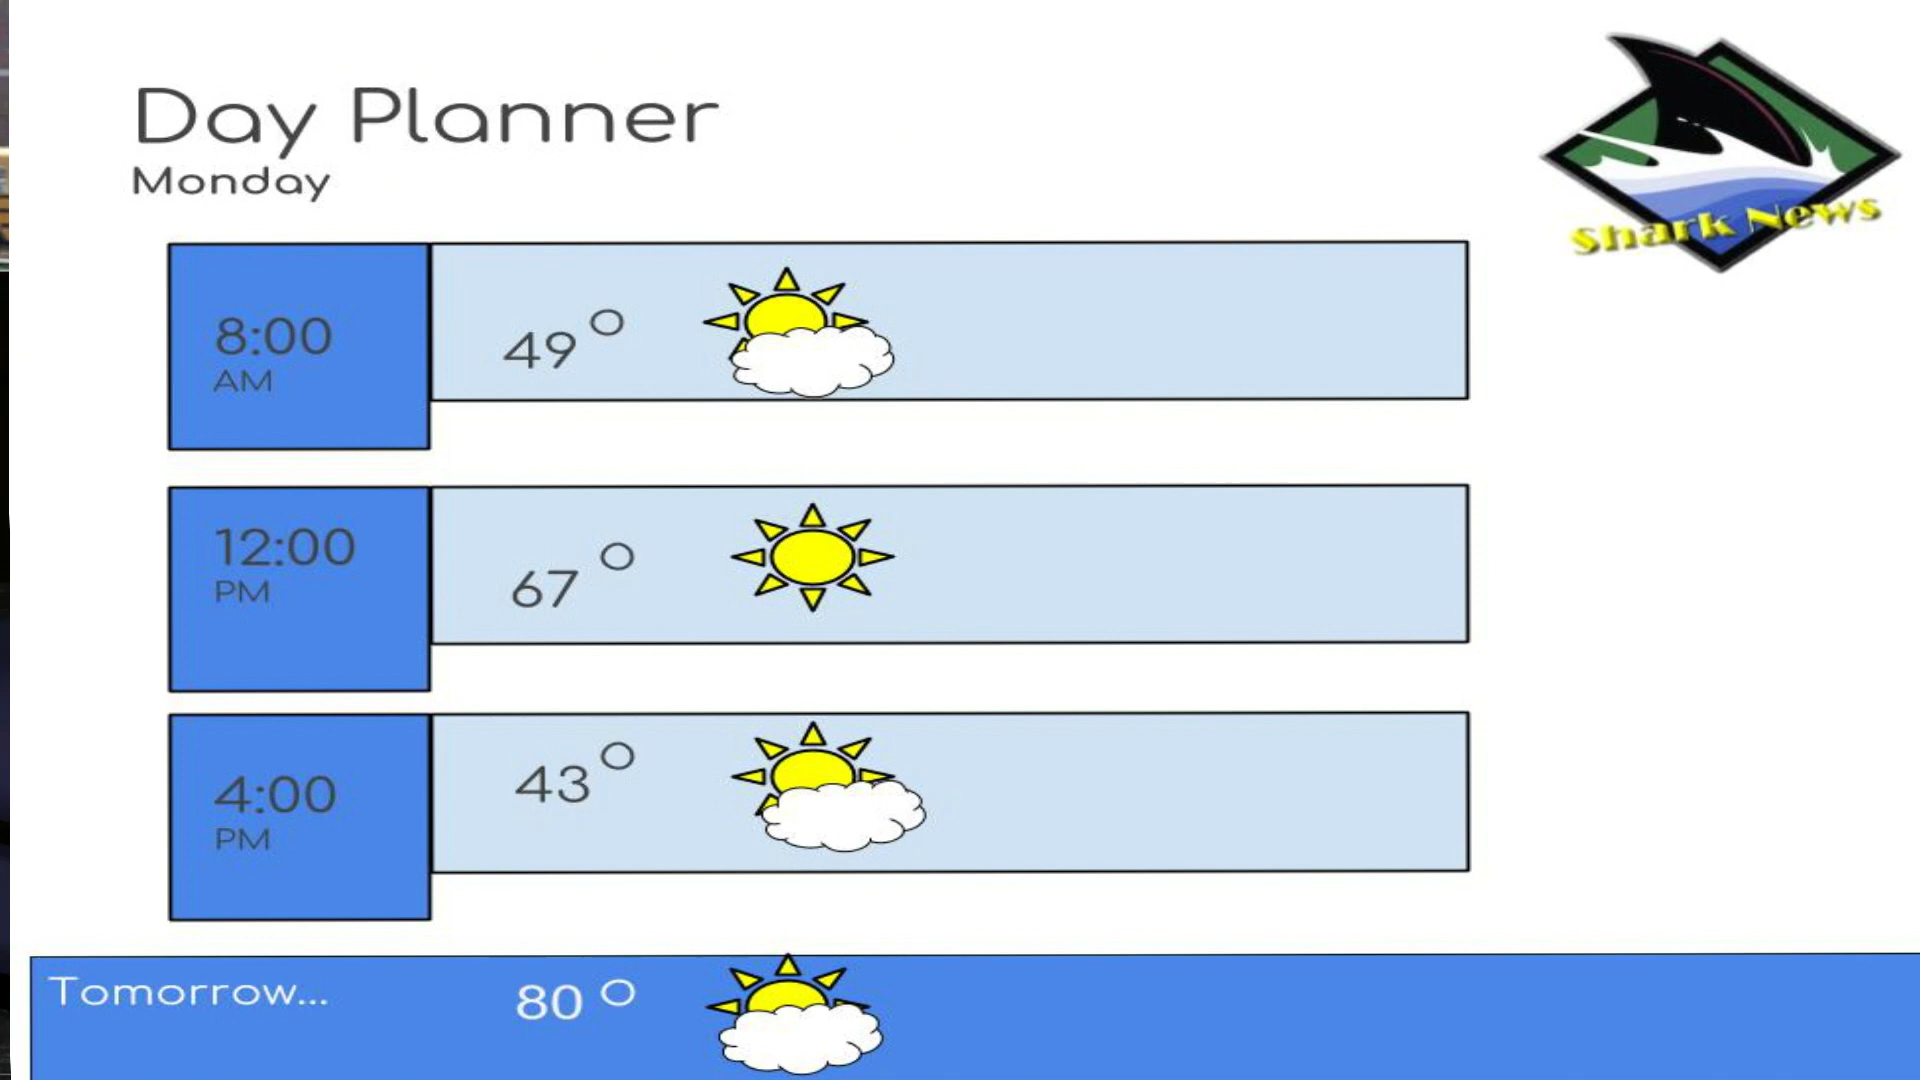 Day Planner
Monday
Shark News
8:00
AM
49°
12:00
PM
67°
4:00
PM
43°
Tomorrow...
80°